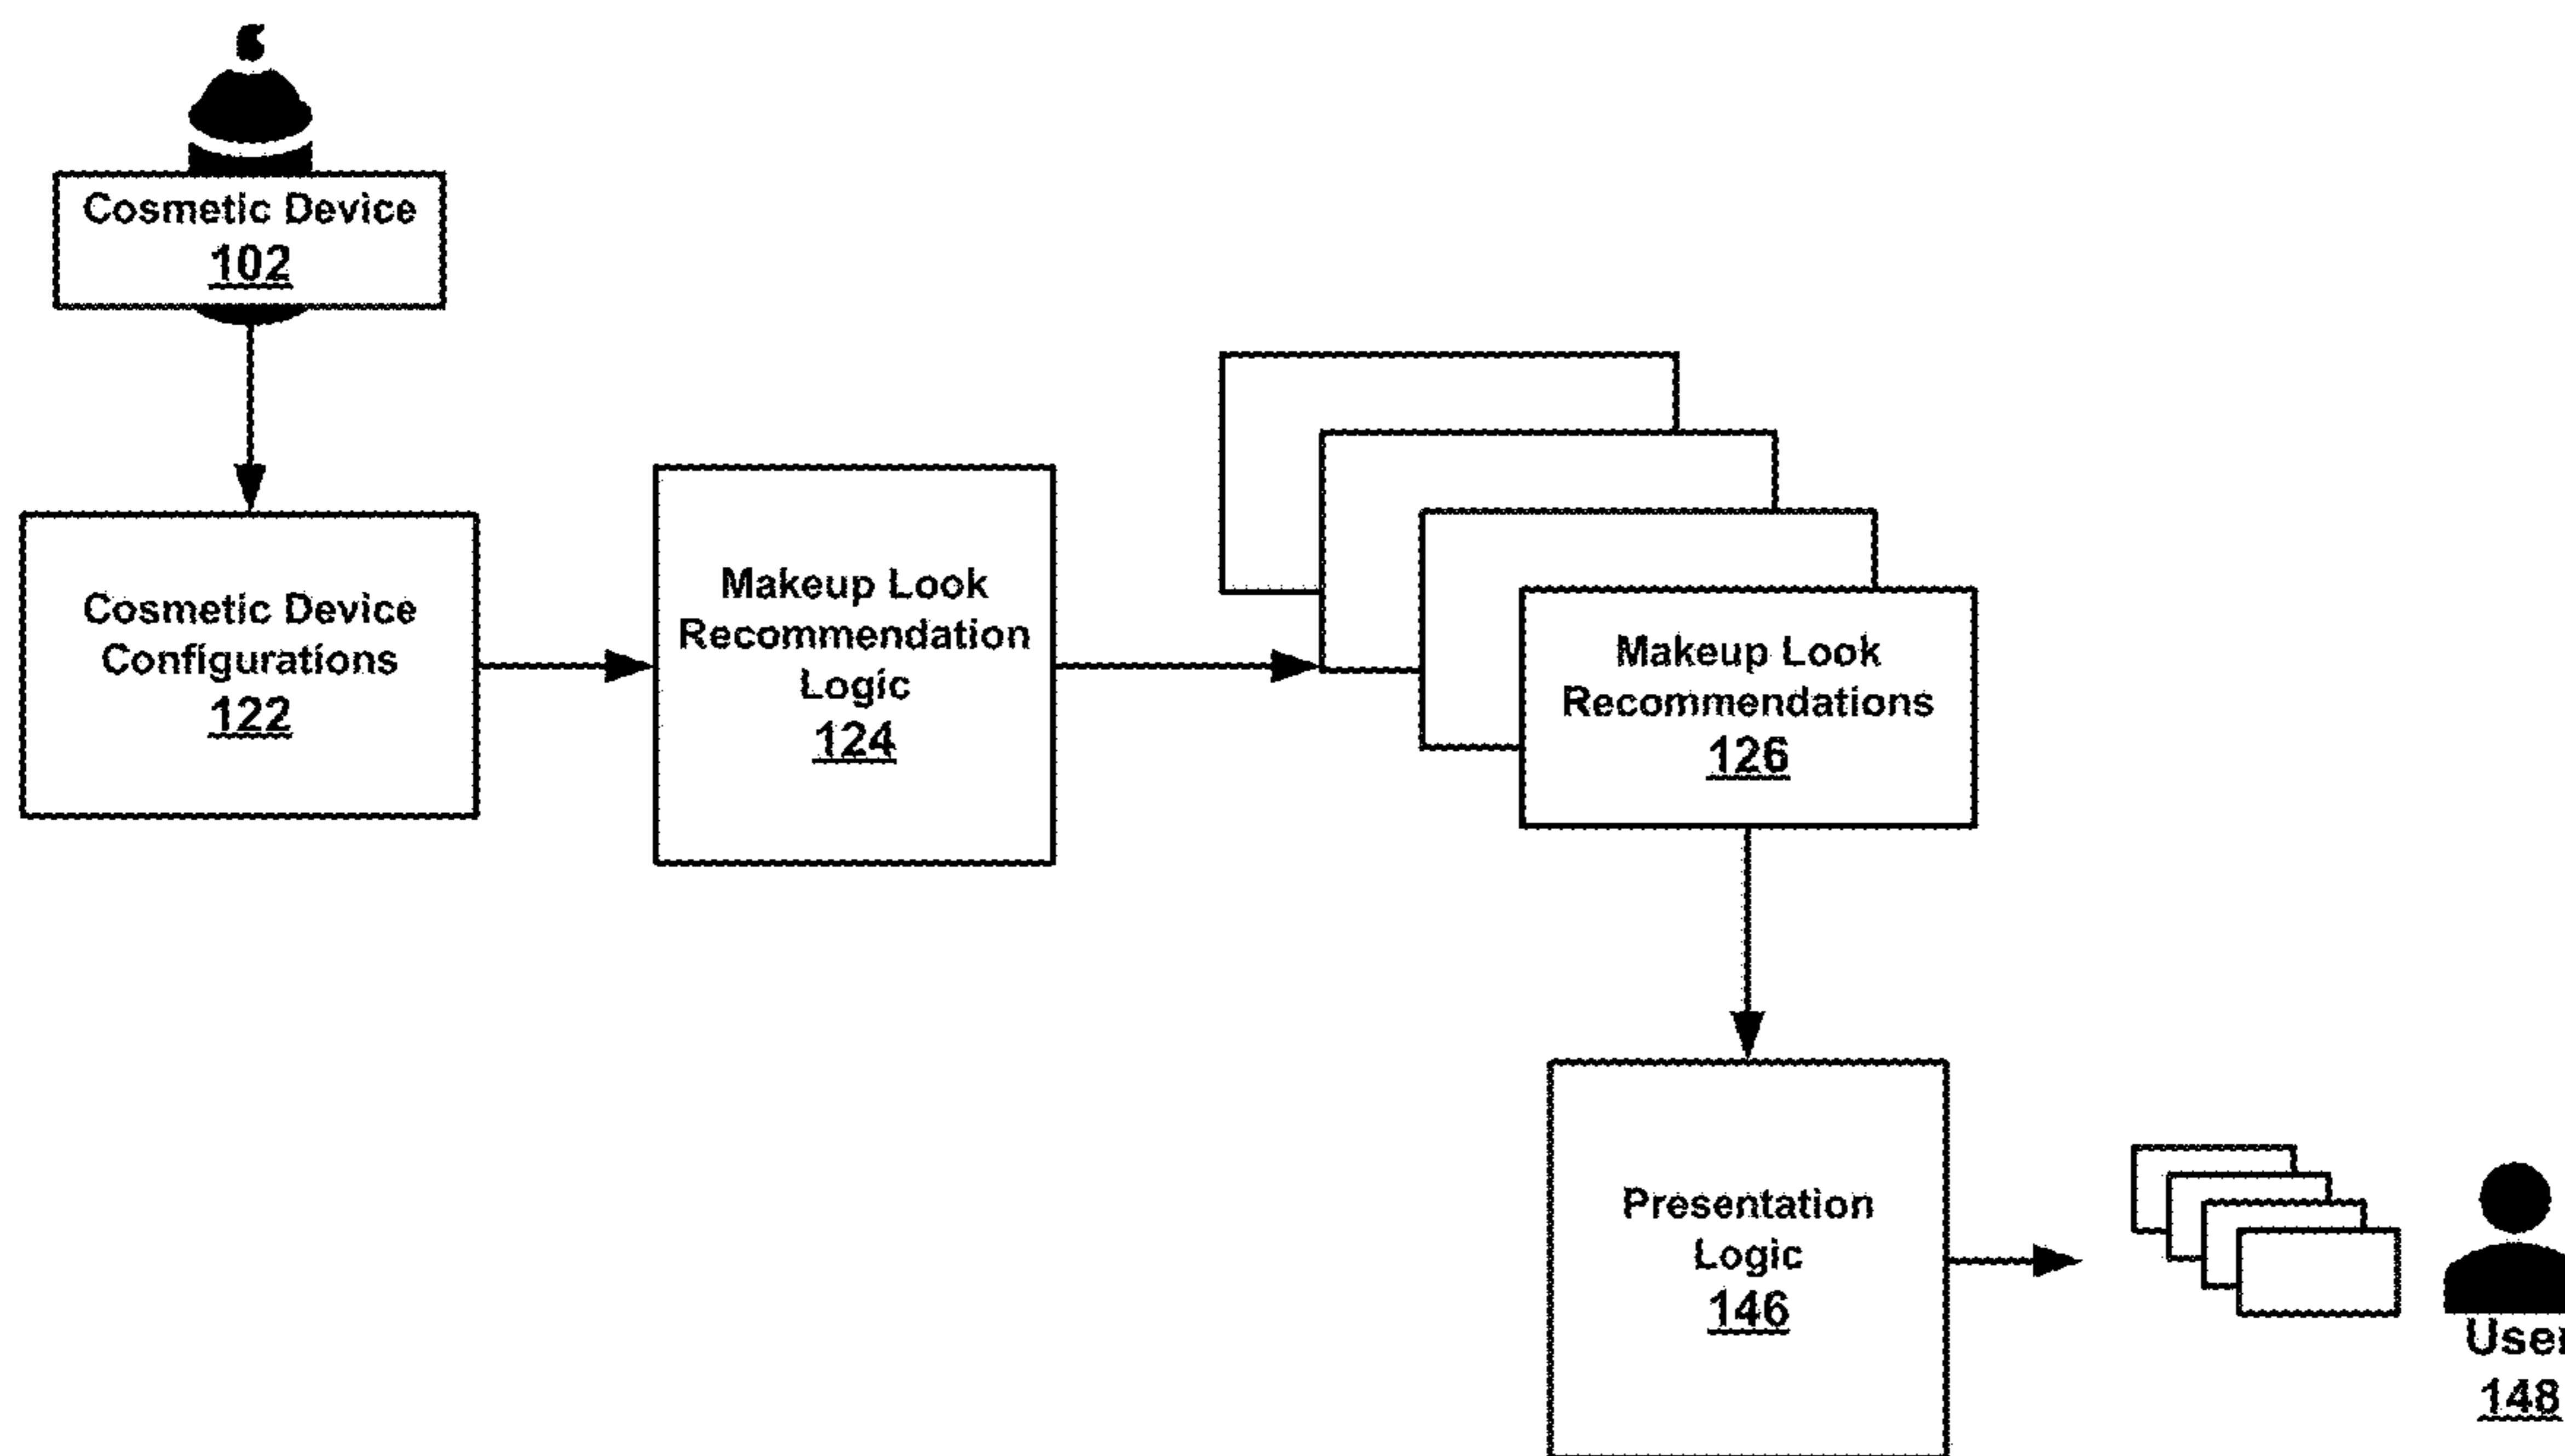 Cosmetic Device
102
Cosmetic Device
Configurations
122
Makeup Look
Recommendation
Logic
124
Makeup Look
Recommendations
126
Presentation
Logic
146
User
148